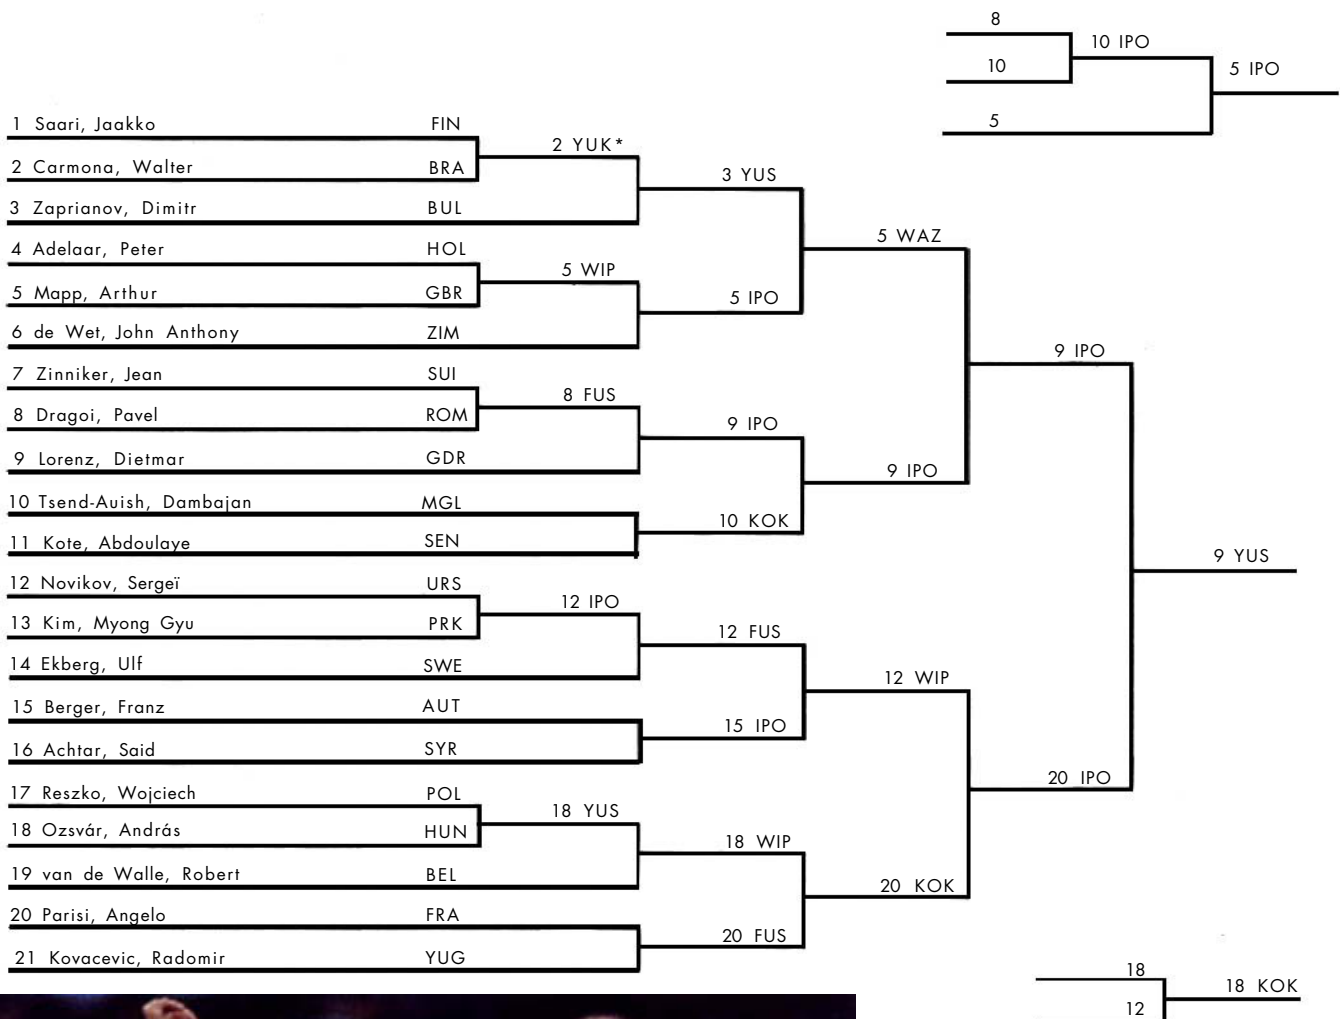 8
10 IPO
10
5 IPO
5
1 Saari, Jaakko FIN
2 YUK*
2 Carmona, Walter BRA
3 YUS
3 Zaprianov, Dimitr BUL
5 WAZ
4 Adelaar, Peter HOL
5 WIP
5 Mapp, Arthur GBR
5 IPO
6 de Wet, John Anthony ZIM
9 IPO
7 Zinniker, Jean SUI
8 FUS
8 Dragoi, Pavel ROM
9 IPO
9 Lorenz, Dietmar GDR
9 IPO
10 Tsend-Auish, Dambajan MGL
10 KOK
11 Kote, Abdoulaye SEN
9 YUS
12 Novikov, Sergeï URS
12 IPO
13 Kim, Myong Gyu PRK
12 FUS
14 Ekberg, Ulf SWE
12 WIP
15 Berger, Franz AUT
15 IPO
16 Achtar, Said SYR
20 IPO
17 Reszko, Wojciech POL
18 YUS
18 Ozsvár, András HUN
18 WIP
19 van de Walle, Robert BEL
20 KOK
20 Parisi, Angelo FRA
20 FUS
21 Kovacevic, Radomir YUG
18
18 KOK
12